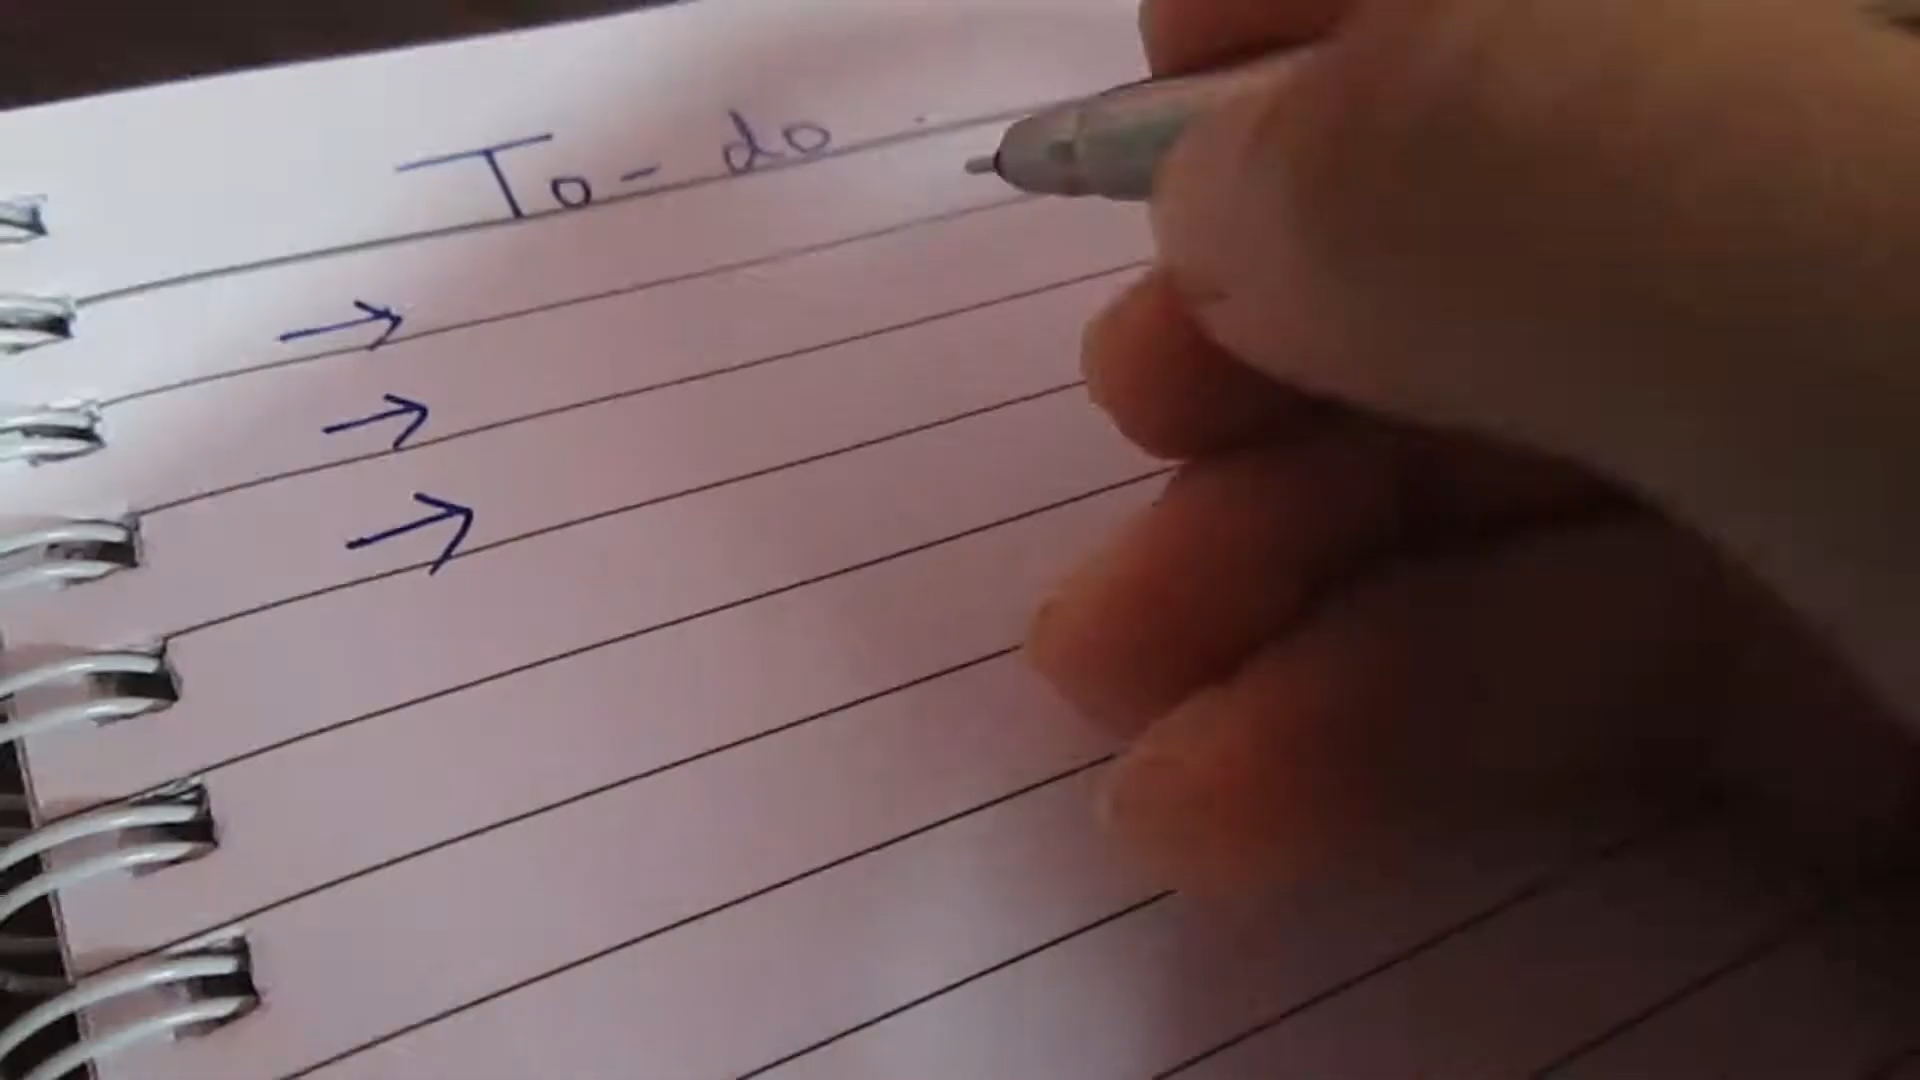 To-do
→
→
→